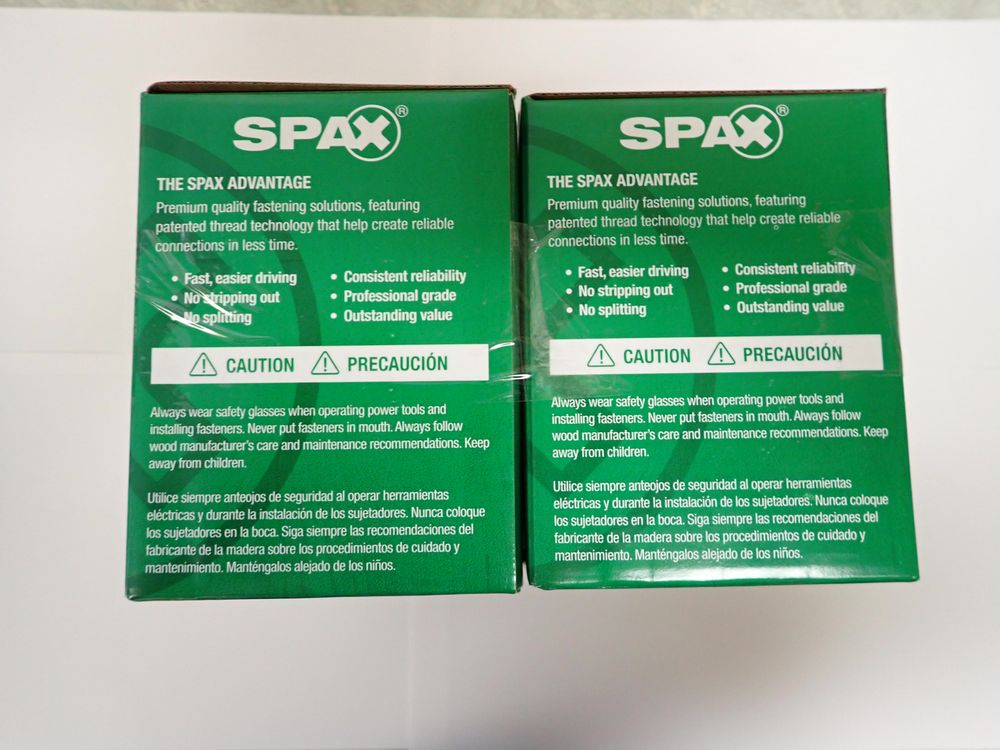 SPAX®
THE SPAX ADVANTAGE
Premium quality fastening solutions, featuring
patented thread technology that help create reliable
connections in less time.
• Fast, easier driving
• No stripping out
• No splitting
• Consistent reliability
• Professional grade
• Outstanding value
CAUTION PRECAUCIÓN
Always wear safety glasses when operating power tools and
installing fasteners. Never put fasteners in mouth. Always follow
wood manufacturer's care and maintenance recommendations. Keep
away from children.
Utilice siempre anteojos de seguridad al operar herramientas
eléctricas y durante la instalación de los sujetadores. Nunca coloque
los sujetadores en la boca. Siga siempre las recomendaciones del
fabricante de la madera sobre los procedimientos de cuidado y
mantenimiento. Manténgalos alejado de los niños.
SPAX®
THE SPAX ADVANTAGE
Premium quality fastening solutions, featuring
patented thread technology that help create reliable
connections in less time.
• Fast, easier driving
• No stripping out
• No splitting
• Consistent reliability
• Professional grade
• Outstanding value
CAUTION PRECAUCIÓN
Always wear safety glasses when operating power tools and
installing fasteners. Never put fasteners in mouth. Always follow
wood manufacturer's care and maintenance recommendations. Keep
away from children.
Utilice siempre anteojos de seguridad al operar herramientas
eléctricas y durante la instalación de los sujetadores. Nunca coloque
los sujetadores en la boca. Siga siempre las recomendaciones del
fabricante de la madera sobre los procedimientos de cuidado y
mantenimiento. Manténgalos alejado de los niños.